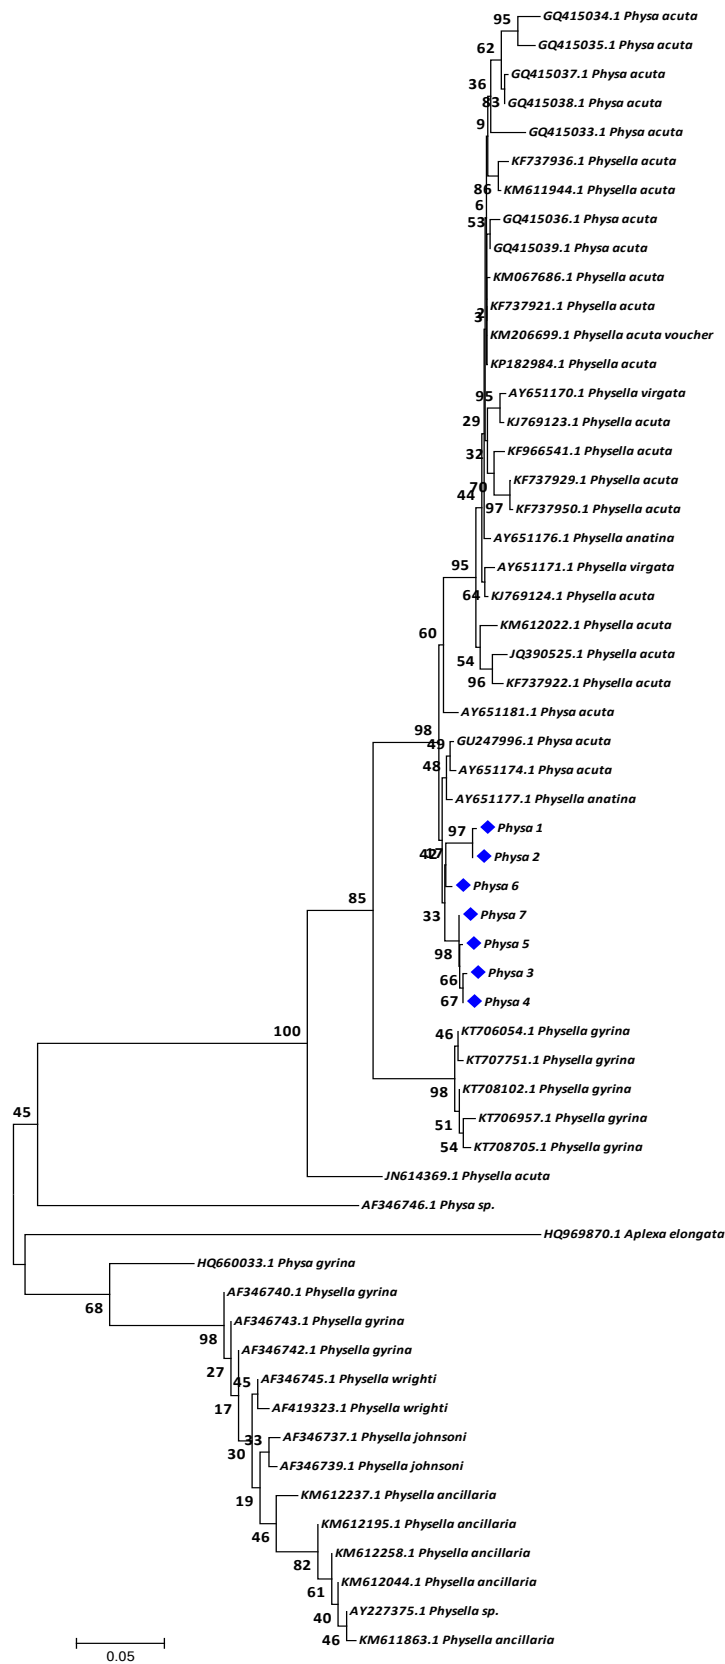 95
GQ415034.1 Physa acuta
GQ415035.1 Physa acuta
62
GQ415037.1 Physa acuta
36
83
GQ415038.1 Physa acuta
9
GQ415033.1 Physa acuta
KF737936.1 Physella acuta
86
KM611944.1 Physella acuta
6
53
GQ415036.1 Physa acuta
GQ415039.1 Physa acuta
KM067686.1 Physella acuta
KF737921.1 Physella acuta
2
3
KM206699.1 Physella acuta voucher
KP182984.1 Physella acuta
95
AY651170.1 Physella virgata
29
KJ769123.1 Physella acuta
32
KF966541.1 Physella acuta
KF737929.1 Physella acuta
70
44
97
KF737950.1 Physella acuta
AY651176.1 Physella anatina
95
AY651171.1 Physella virgata
64
KJ769124.1 Physella acuta
KM612022.1 Physella acuta
60
54
JQ390525.1 Physella acuta
96
KF737922.1 Physella acuta
AY651181.1 Physa acuta
98
49
GU247996.1 Physa acuta
48
AY651174.1 Physa acuta
AY651177.1 Physella anatina
97
Physa 1
42
17
Physa 2
Physa 6
85
33
Physa 7
98
Physa 5
66
Physa 3
67
Physa 4
100
46
KT706054.1 Physella gyrina
KT707751.1 Physella gyrina
98
KT708102.1 Physella gyrina
45
51
KT706957.1 Physella gyrina
54
KT708705.1 Physella gyrina
JN614369.1 Physella acuta
AF346746.1 Physa sp.
HQ969870.1 Aplexa elongata
HQ660033.1 Physa gyrina
68
AF346740.1 Physella gyrina
98
AF346743.1 Physella gyrina
27
AF346742.1 Physella gyrina
45
AF346745.1 Physella wrighti
17
AF419323.1 Physella wrighti
33
AF346737.1 Physella johnsoni
30
AF346739.1 Physella johnsoni
19
KM612237.1 Physella ancillaria
46
KM612195.1 Physella ancillaria
82
KM612258.1 Physella ancillaria
61
KM612044.1 Physella ancillaria
40
AY227375.1 Physella sp.
46
KM611863.1 Physella ancillaria
0.05